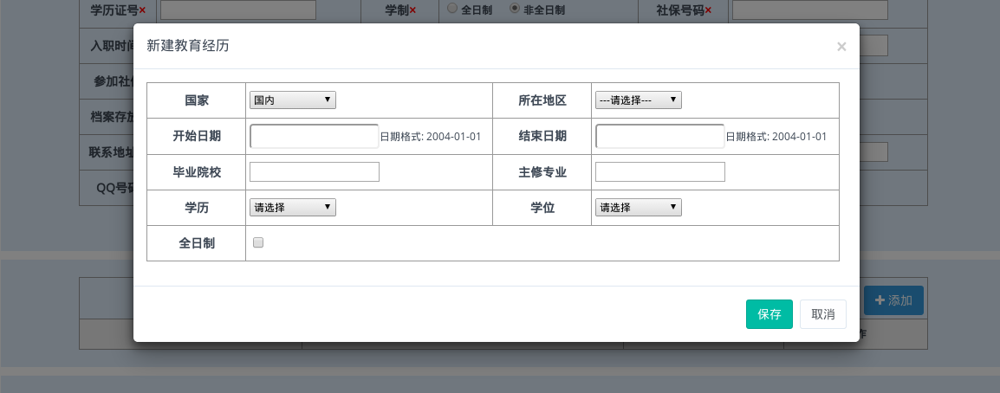 学历证号× 学制× 全日制 非全日制 社保号码×
新建教育经历 ×
入职时间
国家 国内 所在地区 ---请选择---
参加社
开始日期 日期格式: 2004-01-01 结束日期 日期格式: 2004-01-01
档案存放
联系地址
毕业院校 主修专业
QQ号码
学历 请选择 学位 请选择
全日制
添加
保存 取消
作